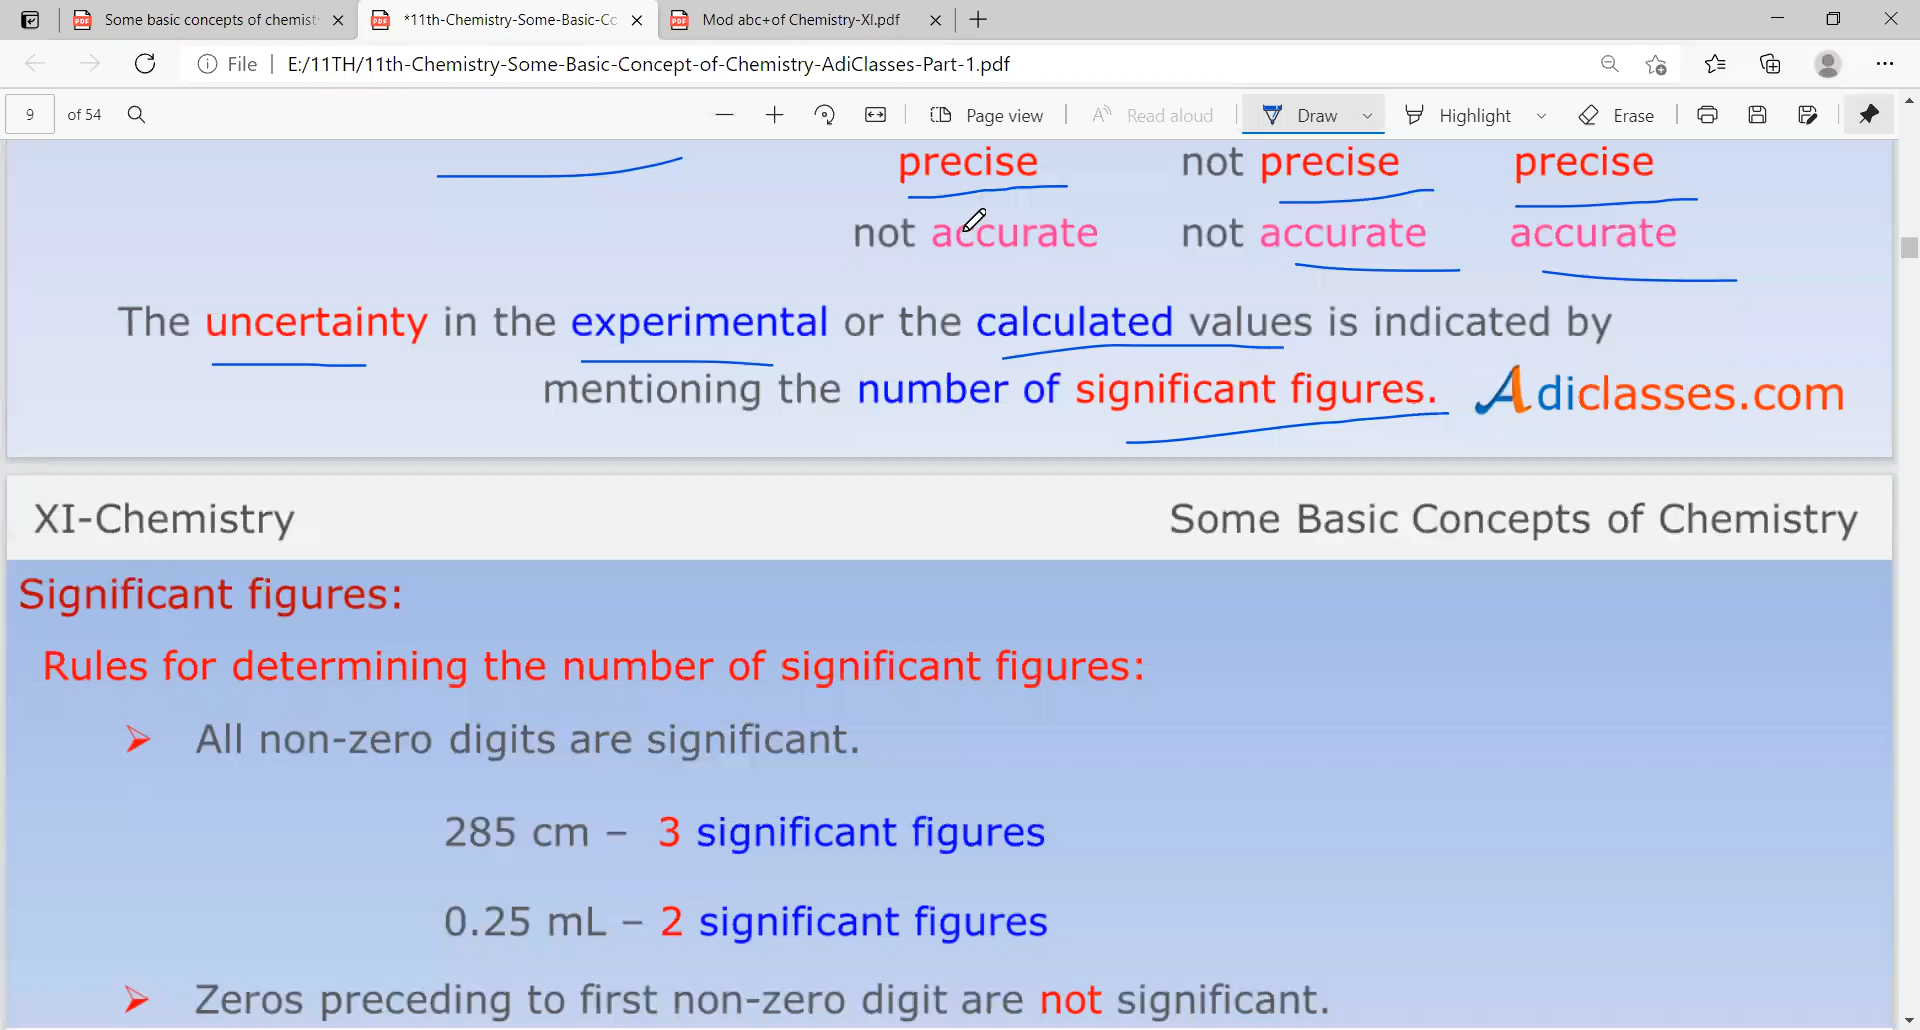 Some basic concepts of chemist
*11th-Chemistry-Some-Basic-Co
Mod abc+of Chemistry-XI.pdf
File
E:/11TH/11th-Chemistry-Some-Basic-Concept-of-Chemistry-AdiClasses-Part-1.pdf
9 of 54
Page view
Read aloud
Draw
Highlight
Erase
precise not precise precise
not accurate not accurate accurate
The uncertainty in the experimental or the calculated values is indicated by
mentioning the number of significant figures.
Adiclasses.com
XI-Chemistry Some Basic Concepts of Chemistry
Significant figures:
Rules for determining the number of significant figures:
All non-zero digits are significant.
285 cm – 3 significant figures
0.25 mL – 2 significant figures
Zeros preceding to first non-zero digit are not significant.